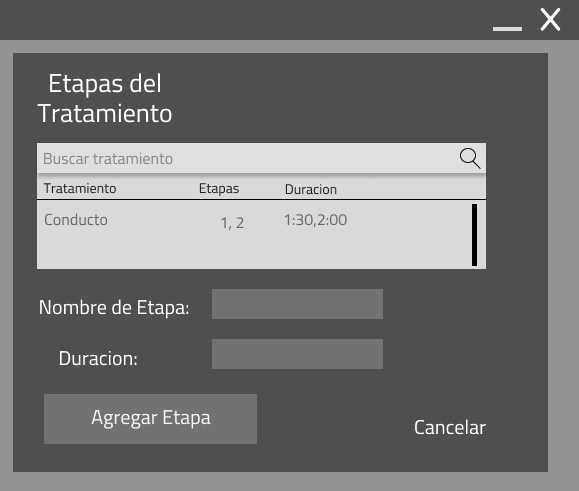 Etapas del
Tratamiento
Buscar tratamiento
Tratamiento Etapas Duracion
Conducto 1, 2 1:30,2:00
Nombre de Etapa:
Duracion:
Agregar Etapa
Cancelar